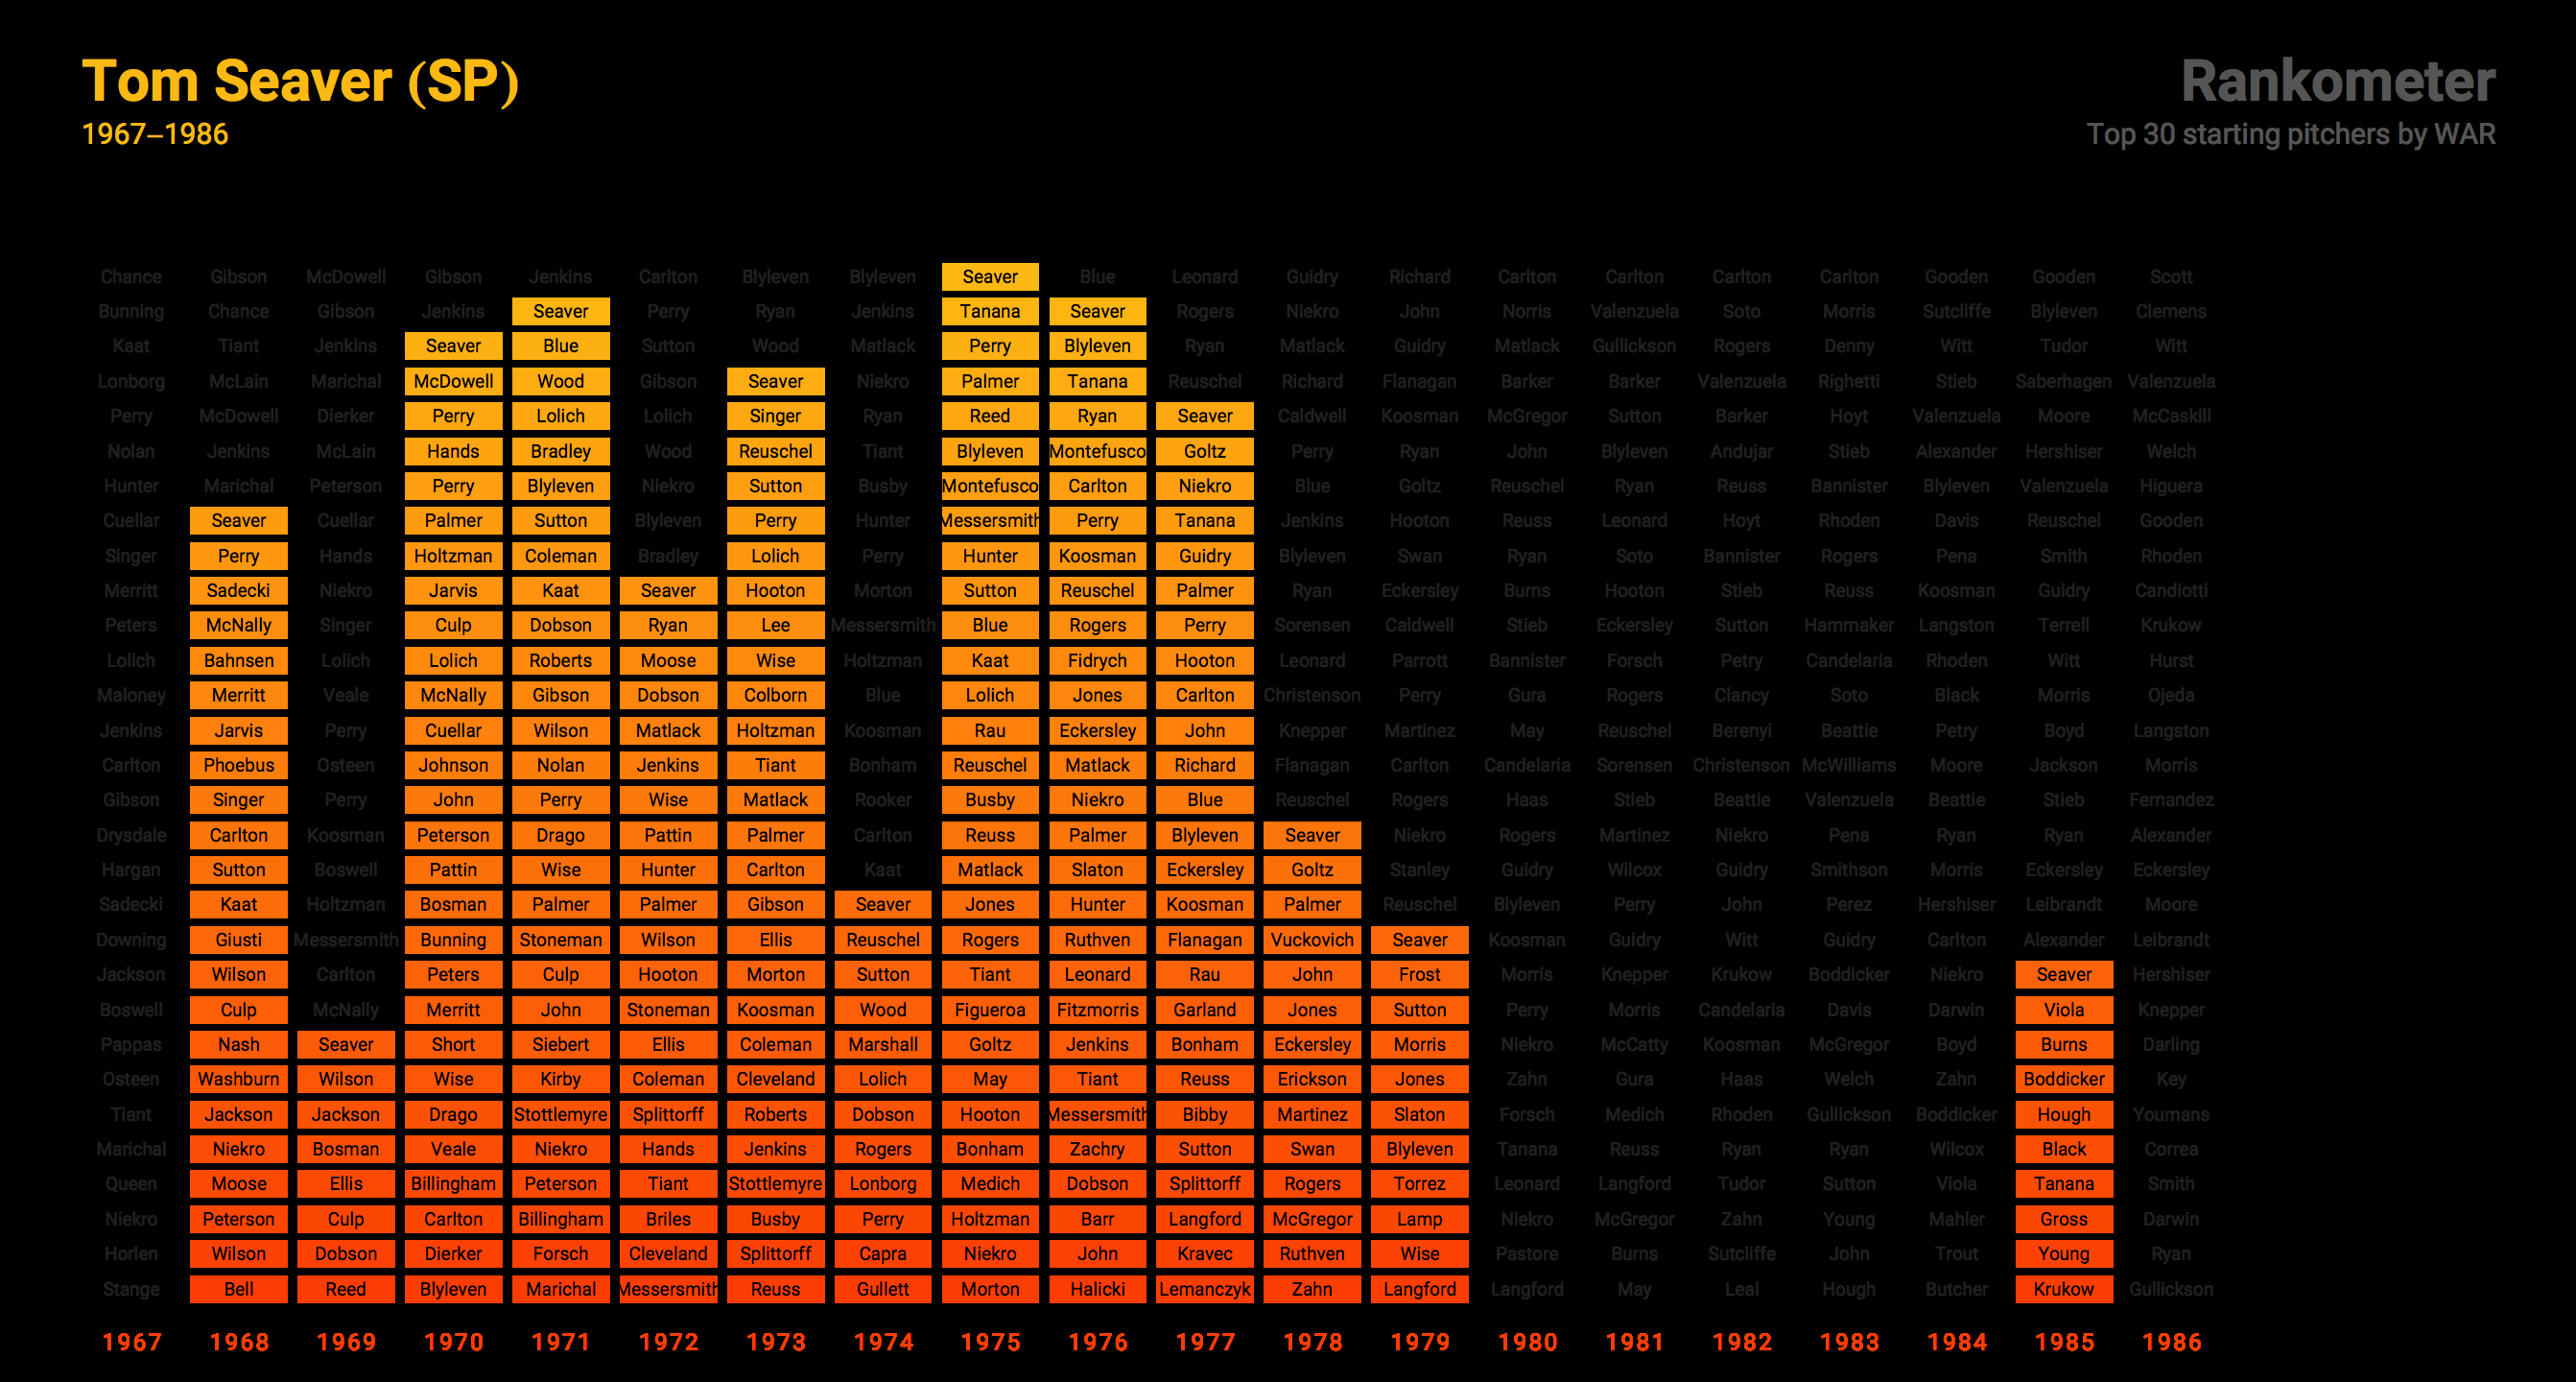 Tom Seaver (SP)
1967–1986
Rankometer
Top 30 starting pitchers by WAR
Chance Gibson McDowell Gibson Jenkins Carlton Blyleven Blyleven Seaver Blue Leonard Guidry Richard Carlton Carlton Carlton Carlton Gooden Gooden Scott
Bunning Chance Gibson Jenkins Seaver Perry Ryan Jenkins Tanana Seaver Rogers Niekro John Norris Valenzuela Soto Morris Sutcliffe Blyleven Clemens
Kaat Tiant Jenkins Seaver Blue Sutton Wood Matlack Perry Blyleven Ryan Matlack Guidry Matlack Gullickson Rogers Denny Witt Tudor Witt
Lonborg McLain Marichal McDowell Wood Gibson Seaver Niekro Palmer Tanana Reuschel Richard Flanagan Barker Barker Valenzuela Righetti Stieb Saberhagen Valenzuela
Perry McDowell Dierker Perry Lolich Lolich Singer Ryan Reed Ryan Seaver Caldwell Koosman McGregor Sutton Barker Hoyt Valenzuela Moore McCaskill
Nolan Jenkins McLain Hands Bradley Wood Reuschel Tiant Blyleven Montefusco Goltz Perry Ryan John Blyleven Andujar Stieb Alexander Hershiser Welch
Hunter Marichal Peterson Perry Blyleven Niekro Sutton Busby Montefusco Carlton Niekro Blue Goltz Reuschel Ryan Reuss Bannister Blyleven Valenzuela Higuera
Cuellar Seaver Cuellar Palmer Sutton Blyleven Perry Hunter Messersmith Perry Tanana Jenkins Hooton Reuss Leonard Hoyt Rhoden Davis Reuschel Gooden
Singer Perry Hands Holtzman Coleman Bradley Lolich Perry Hunter Koosman Guidry Blyleven Swan Ryan Soto Bannister Rogers Pena Smith Rhoden
Merritt Sadecki Niekro Jarvis Kaat Seaver Hooton Morton Sutton Reuschel Palmer Ryan Eckersley Burns Hooton Stieb Reuss Koosman Guidry Candiotti
Peters McNally Singer Culp Dobson Ryan Lee Messersmith Blue Rogers Perry Sorensen Caldwell Stieb Eckersley Sutton Hammaker Langston Terrell Krukow
Lolich Bahnsen Lolich Lolich Roberts Moose Wise Holtzman Kaat Fidrych Hooton Leonard Parrott Bannister Forsch Petry Candelaria Rhoden Witt Hurst
Maloney Merritt Veale McNally Gibson Dobson Colborn Blue Lolich Jones Carlton Christenson Perry Gura Rogers Clancy Soto Black Morris Ojeda
Jenkins Jarvis Perry Cuellar Wilson Matlack Holtzman Koosman Rau Eckersley John Knepper Martinez May Reuschel Berenyi Beattie Petry Boyd Langston
Carlton Phoebus Osteen Johnson Nolan Jenkins Tiant Bonham Reuschel Matlack Richard Flanagan Carlton Candelaria Sorensen Christenson McWilliams Moore Jackson Morris
Gibson Singer Perry John Perry Wise Matlack Rooker Busby Niekro Blue Reuschel Rogers Haas Stieb Beattie Valenzuela Beattie Stieb Fernandez
Drysdale Carlton Koosman Peterson Drago Pattin Palmer Carlton Reuss Palmer Blyleven Seaver Niekro Rogers Martinez Niekro Pena Ryan Ryan Alexander
Hargan Sutton Boswell Pattin Wise Hunter Carlton Kaat Matlack Slaton Eckersley Goltz Stanley Guidry Wilcox Guidry Smithson Morris Eckersley Eckersley
Sadecki Kaat Holtzman Bosman Palmer Palmer Gibson Seaver Jones Hunter Koosman Palmer Reuschel Blyleven Perry John Perez Hershiser Leibrandt Moore
Downing Giusti Messersmith Bunning Stoneman Wilson Ellis Reuschel Rogers Ruthven Flanagan Vuckovich Seaver Koosman Guidry Witt Guidry Carlton Alexander Leibrandt
Jackson Wilson Carlton Peters Culp Hooton Morton Sutton Tiant Leonard Rau John Frost Morris Knepper Krukow Boddicker Niekro Seaver Hershiser
Boswell Culp McNally Merritt John Stoneman Koosman Wood Figueroa Fitzmorris Garland Jones Sutton Perry Morris Candelaria Davis Darwin Viola Knepper
Pappas Nash Seaver Short Siebert Ellis Coleman Marshall Goltz Jenkins Bonham Eckersley Morris Niekro McCatty Koosman McGregor Boyd Burns Darling
Osteen Washburn Wilson Wise Kirby Coleman Cleveland Lolich May Tiant Reuss Erickson Jones Zahn Gura Haas Welch Zahn Boddicker Key
Tiant Jackson Jackson Drago Stottlemyre Splittorff Roberts Dobson Hooton Messersmith Bibby Martinez Slaton Forsch Medich Rhoden Gullickson Boddicker Hough Youmans
Marichal Niekro Bosman Veale Niekro Hands Jenkins Rogers Bonham Zachry Sutton Swan Blyleven Tanana Reuss Ryan Ryan Wilcox Black Correa
Queen Moose Ellis Billingham Peterson Tiant Stottlemyre Lonborg Medich Dobson Splittorff Rogers Torrez Leonard Langford Tudor Sutton Viola Tanana Smith
Niekro Peterson Culp Carlton Billingham Briles Busby Perry Holtzman Barr Langford McGregor Lamp Niekro McGregor Zahn Young Mahler Gross Darwin
Horlen Wilson Dobson Dierker Forsch Cleveland Splittorff Capra Niekro John Kravec Ruthven Wise Pastore Burns Sutcliffe John Trout Young Ryan
Stange Bell Reed Blyleven Marichal Messersmith Reuss Gullett Morton Halicki Lemanczyk Zahn Langford Langford May Leal Hough Butcher Krukow Gullickson
1967 1968 1969 1970 1971 1972 1973 1974 1975 1976 1977 1978 1979 1980 1981 1982 1983 1984 1985 1986